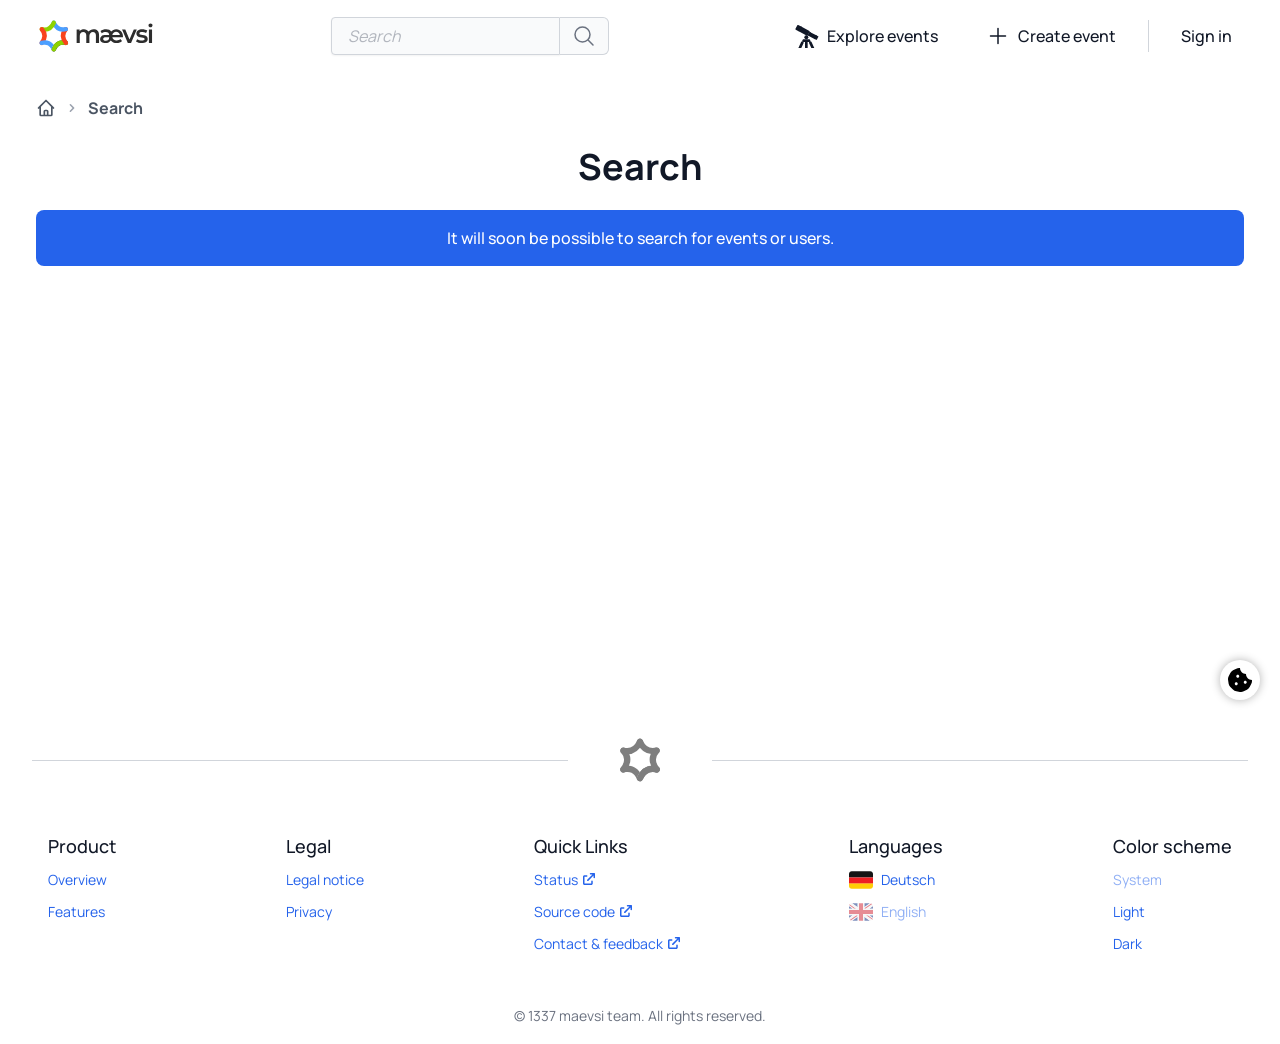 mævsi
Search
Explore events
Create event
Sign in
Search
Search
It will soon be possible to search for events or users.
Product
Overview
Features
Legal
Legal notice
Privacy
Quick Links
Status
Source code
Contact & feedback
Languages
Deutsch
English
Color scheme
System
Light
Dark
© 1337 maevsi team. All rights reserved.